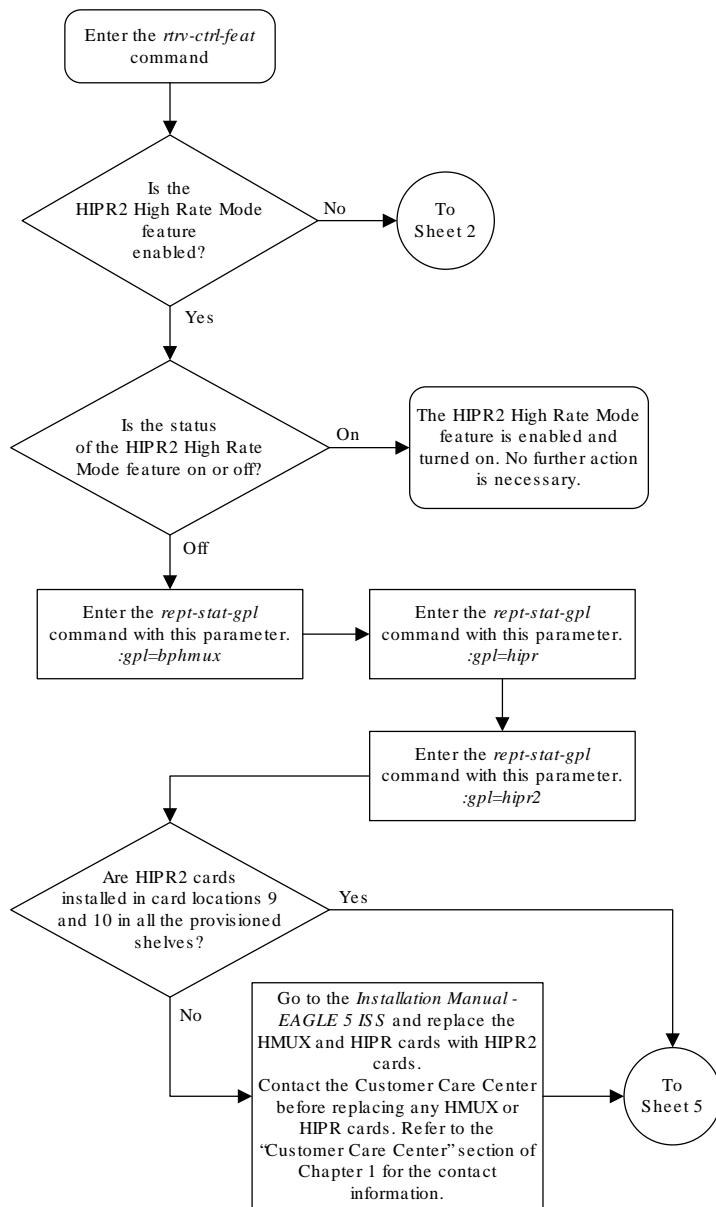 Enter the rtrv-ctrl-feat
command
Is the
HIPR2 High Rate Mode
feature
enabled?
No
To
Sheet 2
Yes
Is the status
of the HIPR2 High Rate
Mode feature on or off?
On
The HIPR2 High Rate Mode
feature is enabled and
turned on. No further action
is necessary.
Off
Enter the rept-stat-gpl
command with this parameter.
:gpl=bphmux
Enter the rept-stat-gpl
command with this parameter.
:gpl=hipr
Enter the rept-stat-gpl
command with this parameter.
:gpl=hipr2
Are HIPR2 cards
installed in card locations 9
and 10 in all the provisioned
shelves?
Yes
No
Go to the Installation Manual -
EAGLE 5 ISS and replace the
HMUX and HIPR cards with HIPR2
cards.
Contact the Customer Care Center
before replacing any HMUX or
HIPR cards. Refer to the
“Customer Care Center” section of
Chapter 1 for the contact
information.
To
Sheet 5